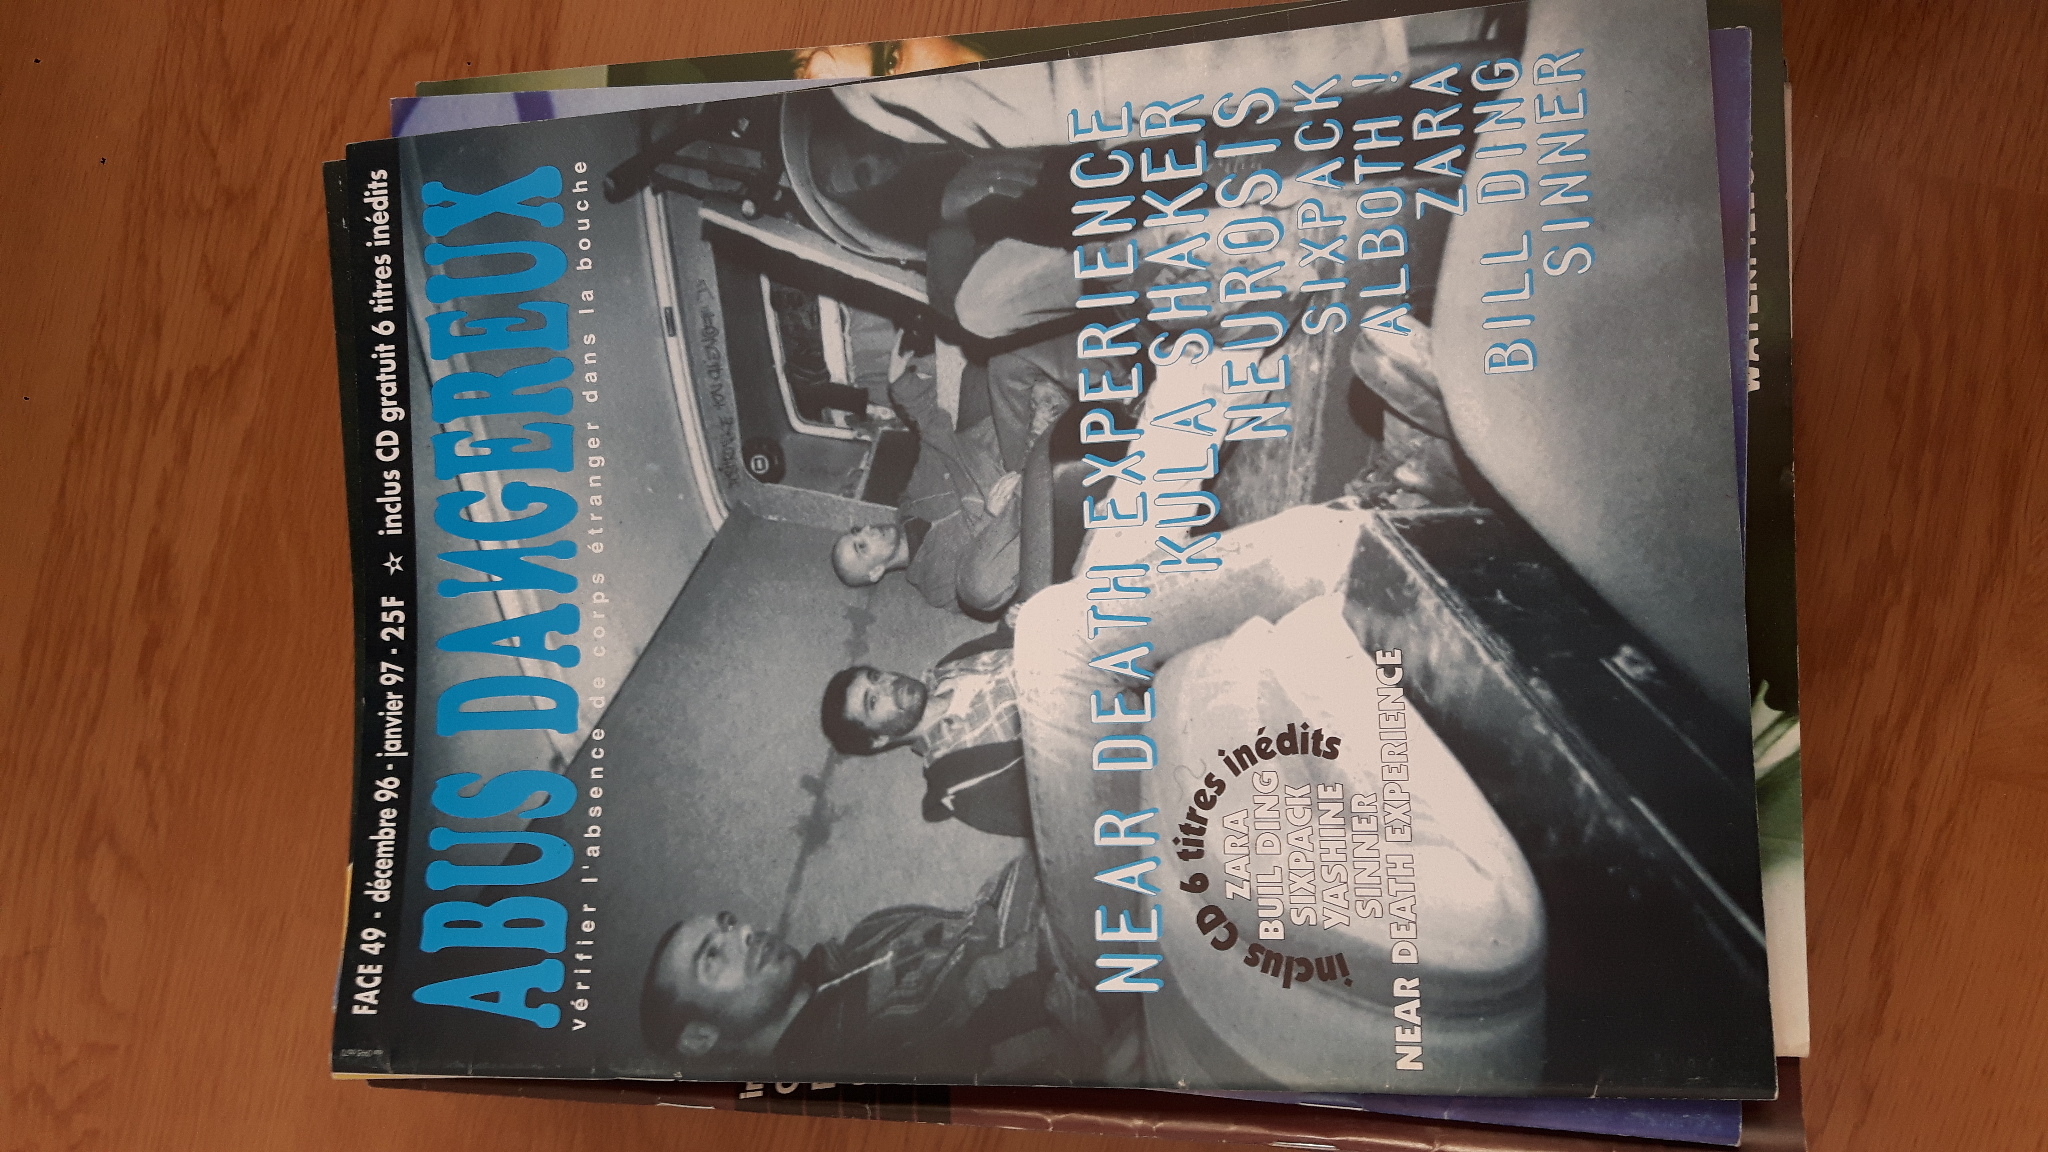 FACE 49 • décembre 96 • janvier 97 • 25F ☆ inclus CD gratuit 6 titres inédits
ABUS DANGEREUX
vérifier l'absence de corps étranger dans la bouche
NEAR DEATH EXPERIENCE
KULA SHAKER
NEUROSIS
SIXPACK
ALBOTH !
ZARA
BILL DING
SINNER
inclus CD 6 titres inédits
ZARA
BUIL DING
SIXPACK
YASHINE
SINNER
NEAR DEATH EXPERIENCE